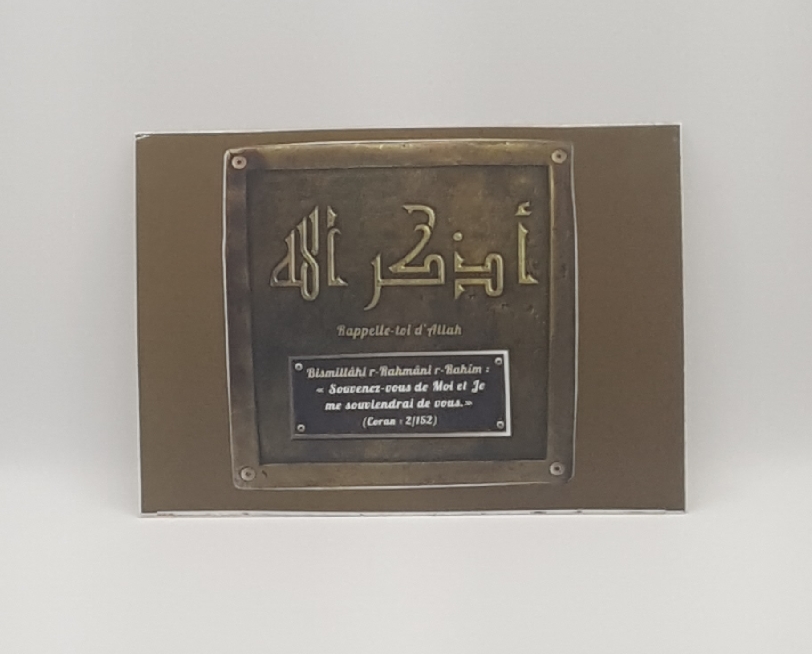 أذكر الله
Rappelle-toi d'Allah
Bismillâhi r-Rahmâni r-Rahîm :
« Souvenez-vous de Moi et Je
me souviendrai de vous.»
(Coran : 2/152)